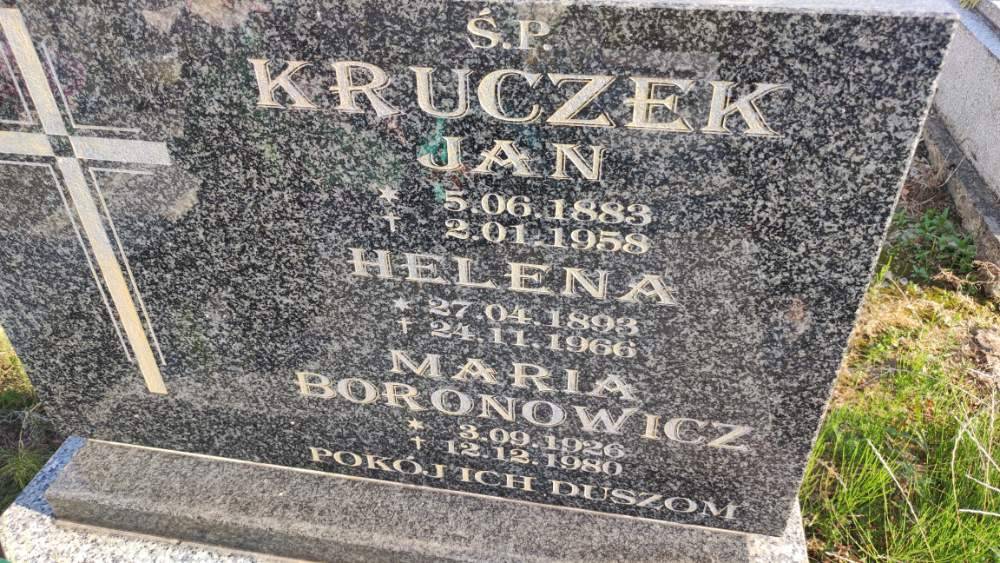 Ś.P.
KRUCZEK
JAN
* 5.06.1883
† 2.01.1958
HELENA
* 27.04.1893
† 24.11.1966
MARIA
BORONOWICZ
* 3.09.1926
† 12.12.1980
POKÓJ ICH DUSZOM